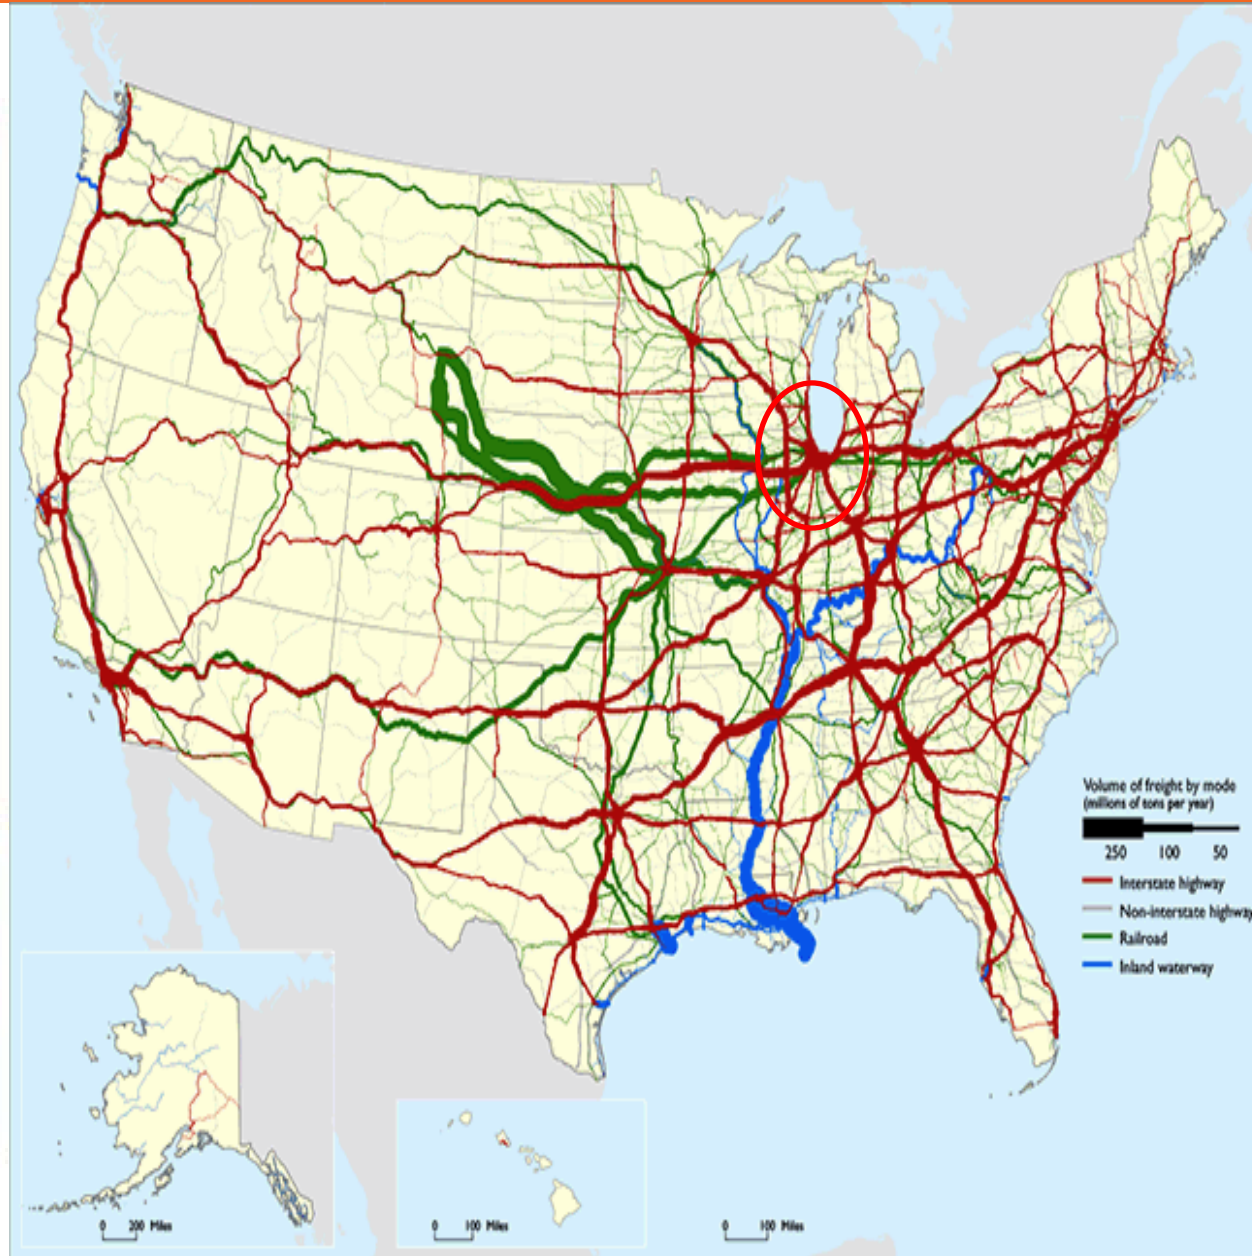 Volume of freight by mode
(millions of tons per year)
250 100 50
Interstate highway
Non-interstate highway
Railroad
Inland waterway
0 200 Miles
0 100 Miles
0 100 Miles